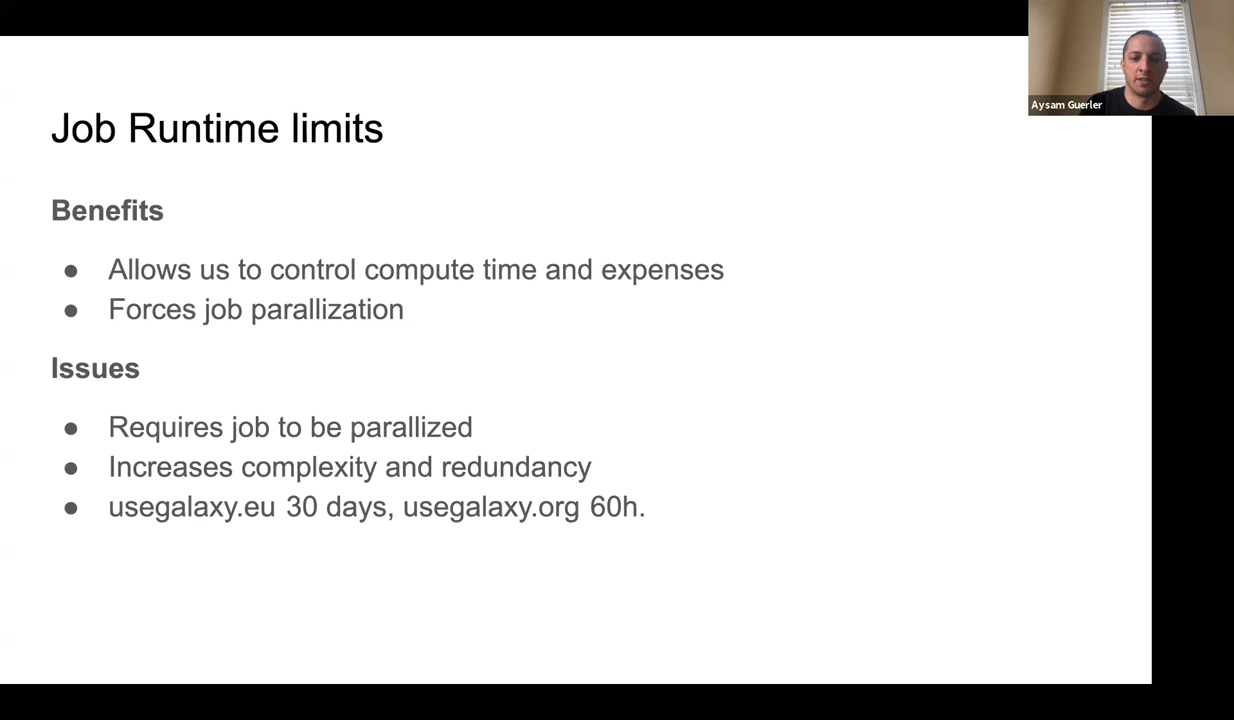 Aysam Guerler
Job Runtime limits
Benefits
● Allows us to control compute time and expenses
● Forces job parallization
Issues
● Requires job to be parallized
● Increases complexity and redundancy
● usegalaxy.eu 30 days, usegalaxy.org 60h.